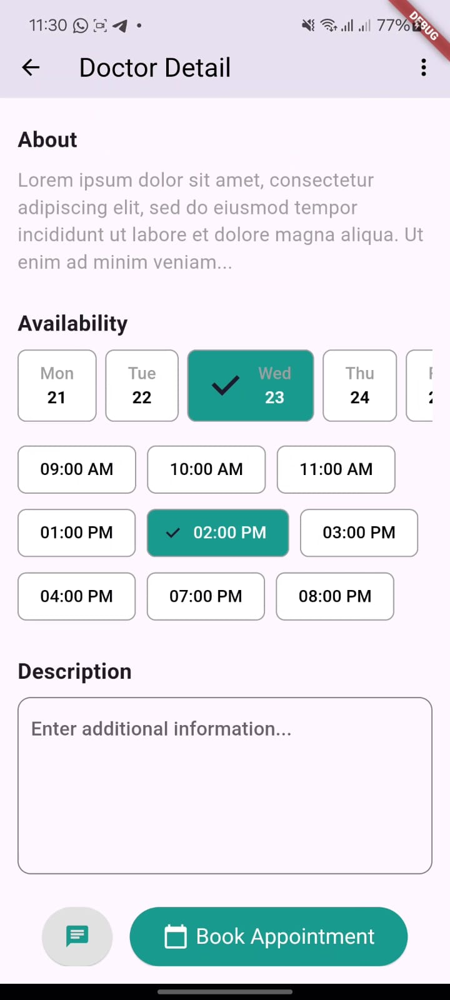 11:30 77%
DEBUG
Doctor Detail
About
Lorem ipsum dolor sit amet, consectetur
adipiscing elit, sed do eiusmod tempor
incididunt ut labore et dolore magna aliqua. Ut
enim ad minim veniam...
Availability
Mon Tue Wed Thu
21 22 23 24
09:00 AM 10:00 AM 11:00 AM
01:00 PM 02:00 PM 03:00 PM
04:00 PM 07:00 PM 08:00 PM
Description
Enter additional information...
Book Appointment